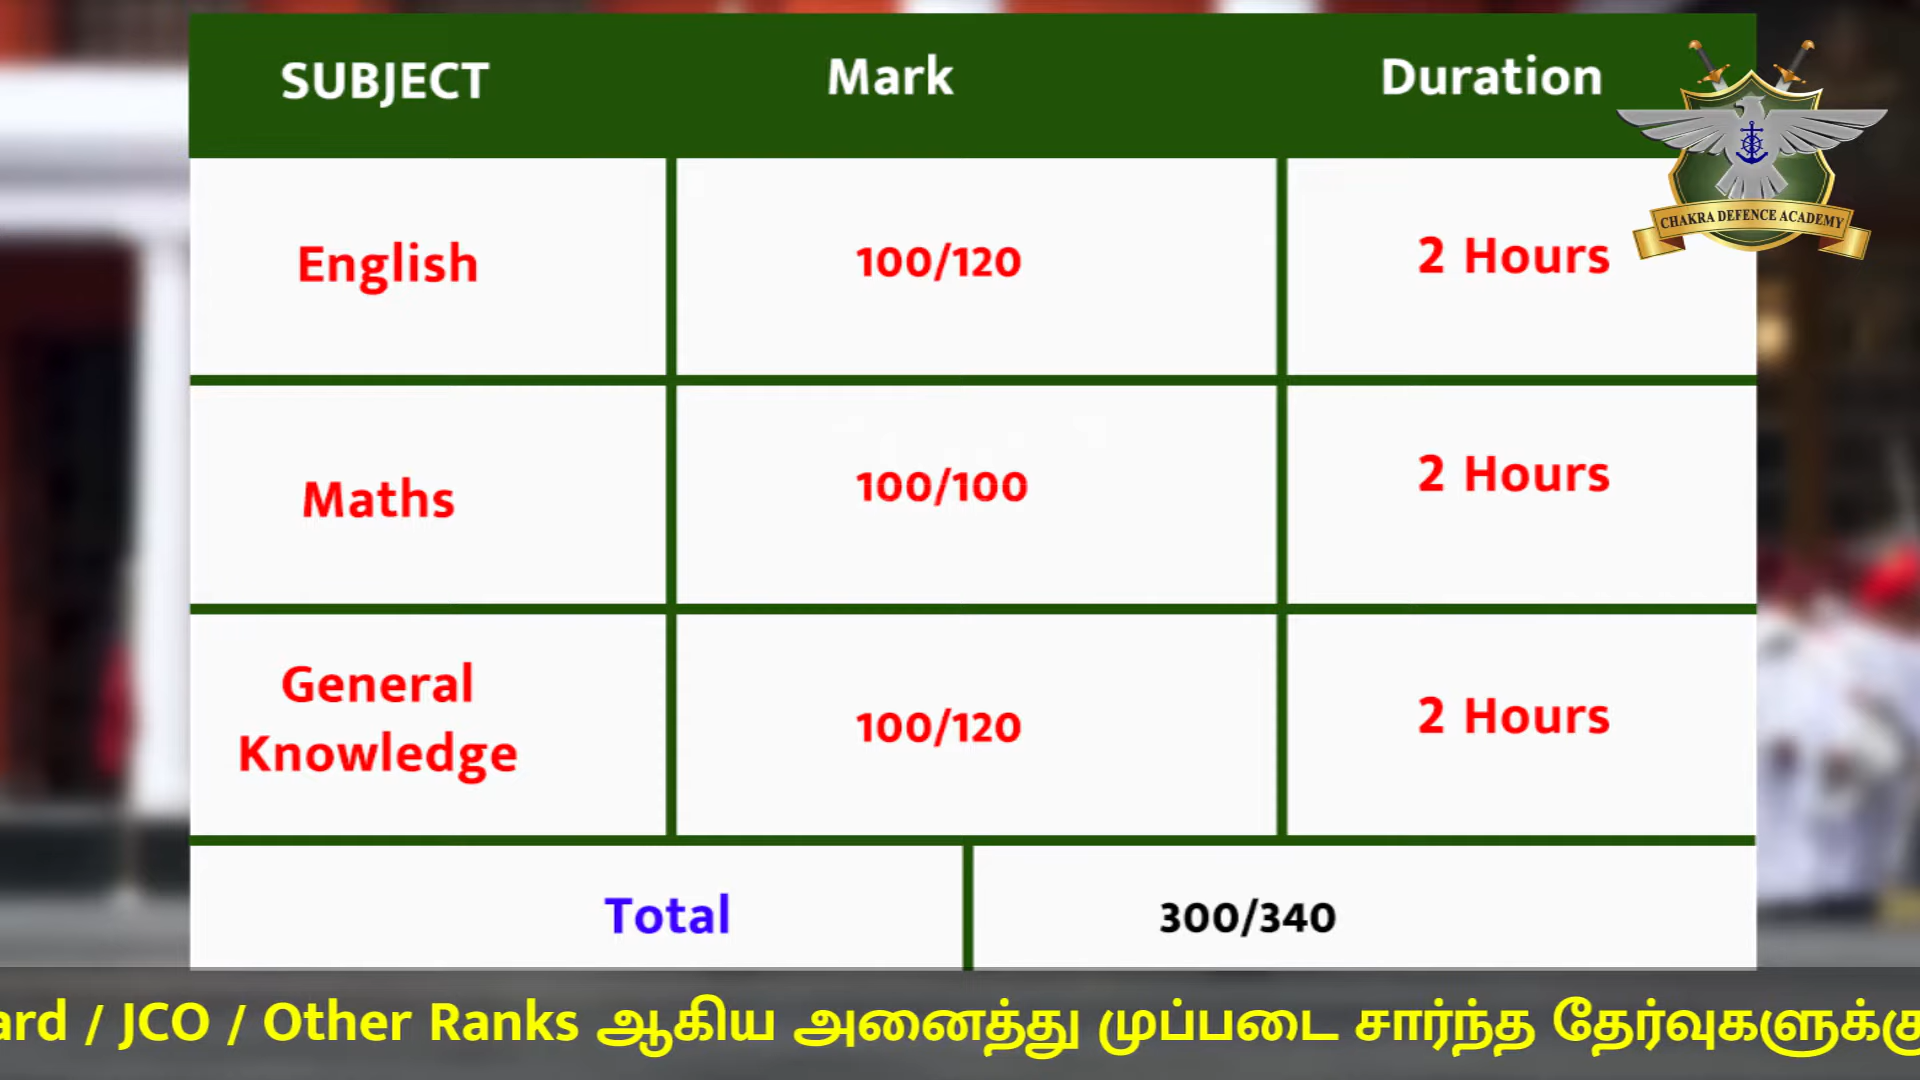 SUBJECT Mark Duration
CHAKRA DEFENCE ACADEMY
English 100/120 2 Hours
Maths 100/100 2 Hours
General
Knowledge 100/120 2 Hours
Total 300/340
/ JCO / Other Ranks ஆகிய அனைத்து முப்படை சார்ந்த தேர்வுகளுக்கு